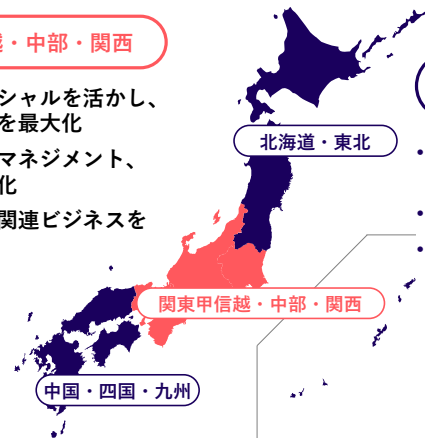 越・中部・関西
シャルを活かし、
を最大化
マネジメント、
化
関連ビジネスを
北海道・東北
関東甲信越・中部・関西
中国・四国・九州